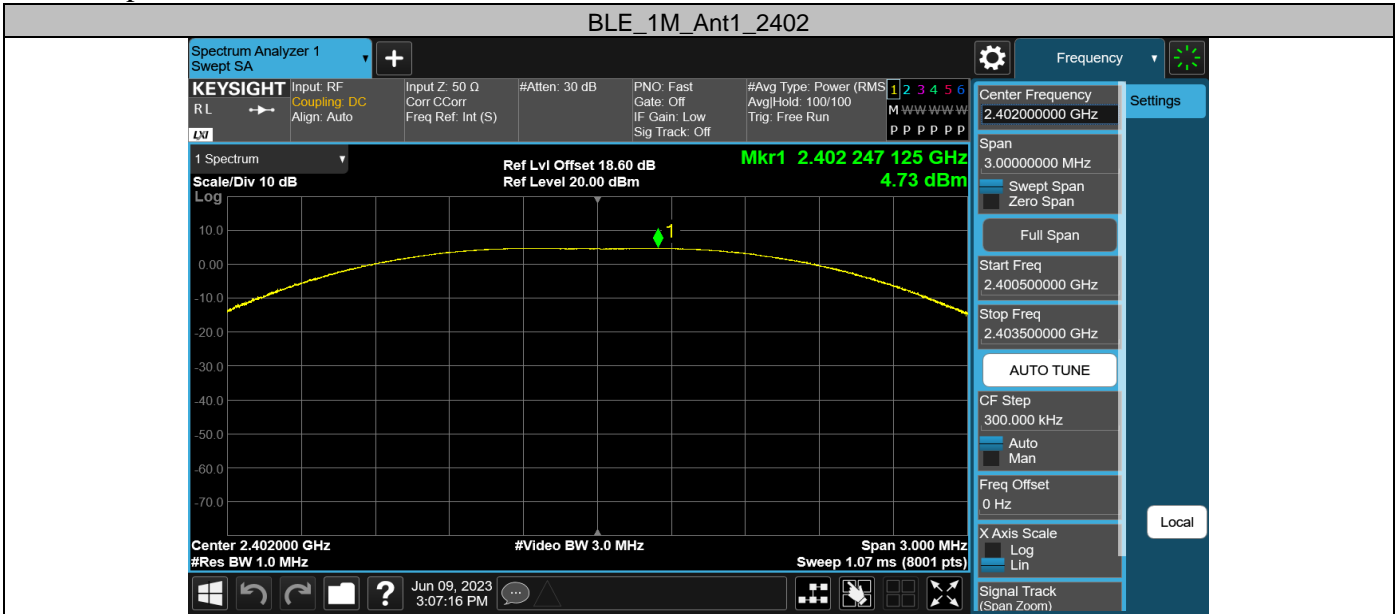 BLE_1M_Ant1_2402
Spectrum Analyzer 1
Swept SA
+
Frequency
KEYSIGHT
RL
LXI
Input: RF
Coupling: DC
Align: Auto
Input Z: 50 Ω
Corr CCorr
Freq Ref: Int (S)
#Atten: 30 dB
PNO: Fast
Gate: Off
IF Gain: Low
Sig Track: Off
#Avg Type: Power (RMS
Avg|Hold: 100/100
Trig: Free Run
1 2 3 4 5 6
M W W W W W
P P P P P P
1 Spectrum
Scale/Div 10 dB
Log
Ref Lvl Offset 18.60 dB
Ref Level 20.00 dBm
Mkr1 2.402 247 125 GHz
4.73 dBm
1
10.0
0.00
-10.0
-20.0
-30.0
-40.0
-50.0
-60.0
-70.0
Center 2.402000 GHz
#Res BW 1.0 MHz
#Video BW 3.0 MHz
Span 3.000 MHz
Sweep 1.07 ms (8001 pts)
?
Jun 09, 2023
3:07:16 PM
Center Frequency
2.402000000 GHz
Span
3.00000000 MHz
Swept Span
Zero Span
Full Span
Start Freq
2.400500000 GHz
Stop Freq
2.403500000 GHz
AUTO TUNE
CF Step
300.000 kHz
Auto
Man
Freq Offset
0 Hz
X Axis Scale
Log
Lin
Signal Track
(Span Zoom)
Settings
Local